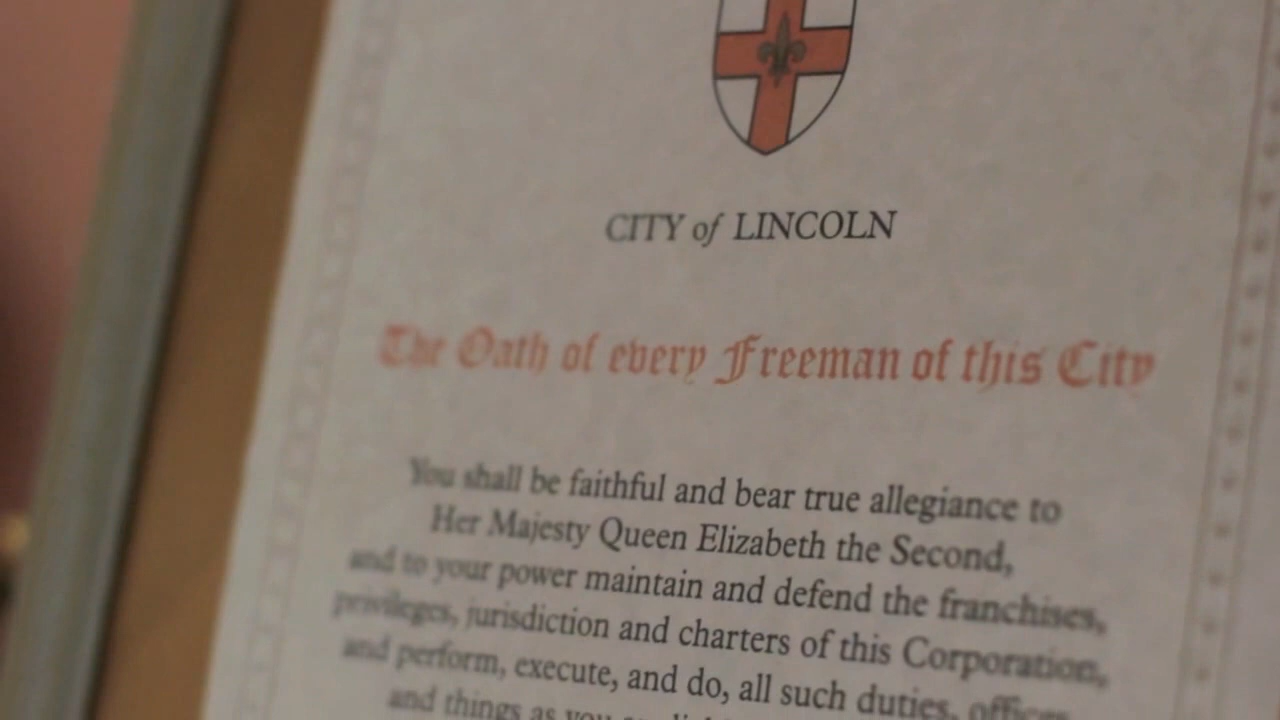 CITY of LINCOLN
The Oath of every Freeman of this City
You shall be faithful and bear true allegiance to
Her Majesty Queen Elizabeth the Second,
and to your power maintain and defend the franchises,
privileges, jurisdiction and charters of this Corporation,
and perform, execute, and do, all such duties, offices
and things as you